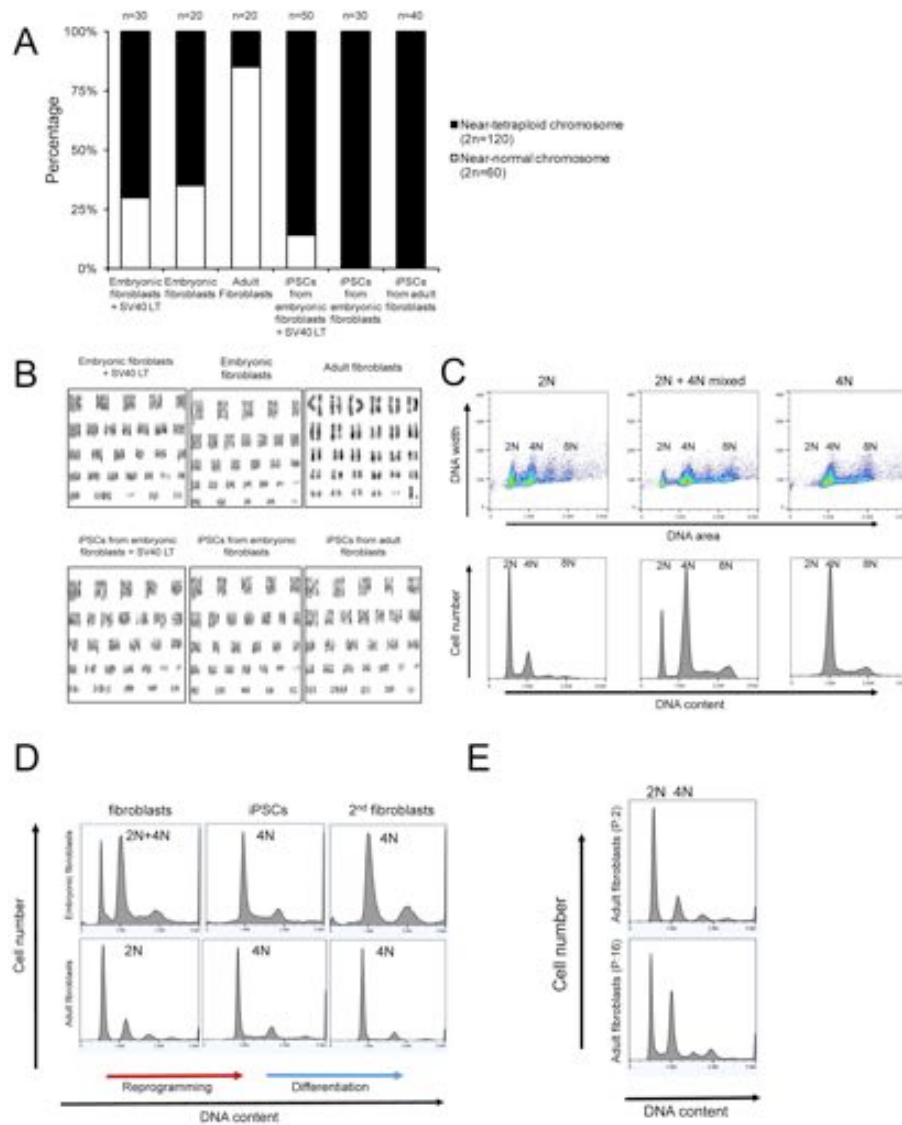 A
n=30 n=20 n=20 n=50 n=30 n=40
100%
75%
50%
25%
0%
Percentage
Near-tetraploid chromosome
(2n=120)
Near-normal chromosome
(2n=60)
Embryonic
fibroblasts
+ SV40 LT
Embryonic
fibroblasts
Adult
Fibroblasts
iPSCs
from
embryonic
fibroblasts
+ SV40 LT
iPSCs
from
embryonic
fibroblasts
iPSCs
from adult
fibroblasts
B
Embryonic fibroblasts
+ SV40 LT
Embryonic
fibroblasts
Adult fibroblasts
iPSCs from embryonic
fibroblasts + SV40 LT
iPSCs from embryonic
fibroblasts
iPSCs from adult
fibroblasts
C
2N 2N + 4N mixed 4N
DNA width
2N 4N 8N 2N 4N 8N 2N 4N 8N
DNA area
2N 4N 8N 2N 4N 8N 2N 4N 8N
Cell number
DNA content
D
fibroblasts iPSCs 2nd fibroblasts
Embryonic fibroblasts
2N+4N 4N 4N
Cell number
Adult fibroblasts
2N 4N 4N
Reprogramming Differentiation
DNA content
E
2N 4N
Adult fibroblasts (P:2)
Cell number
Adult fibroblasts (P:16)
DNA content